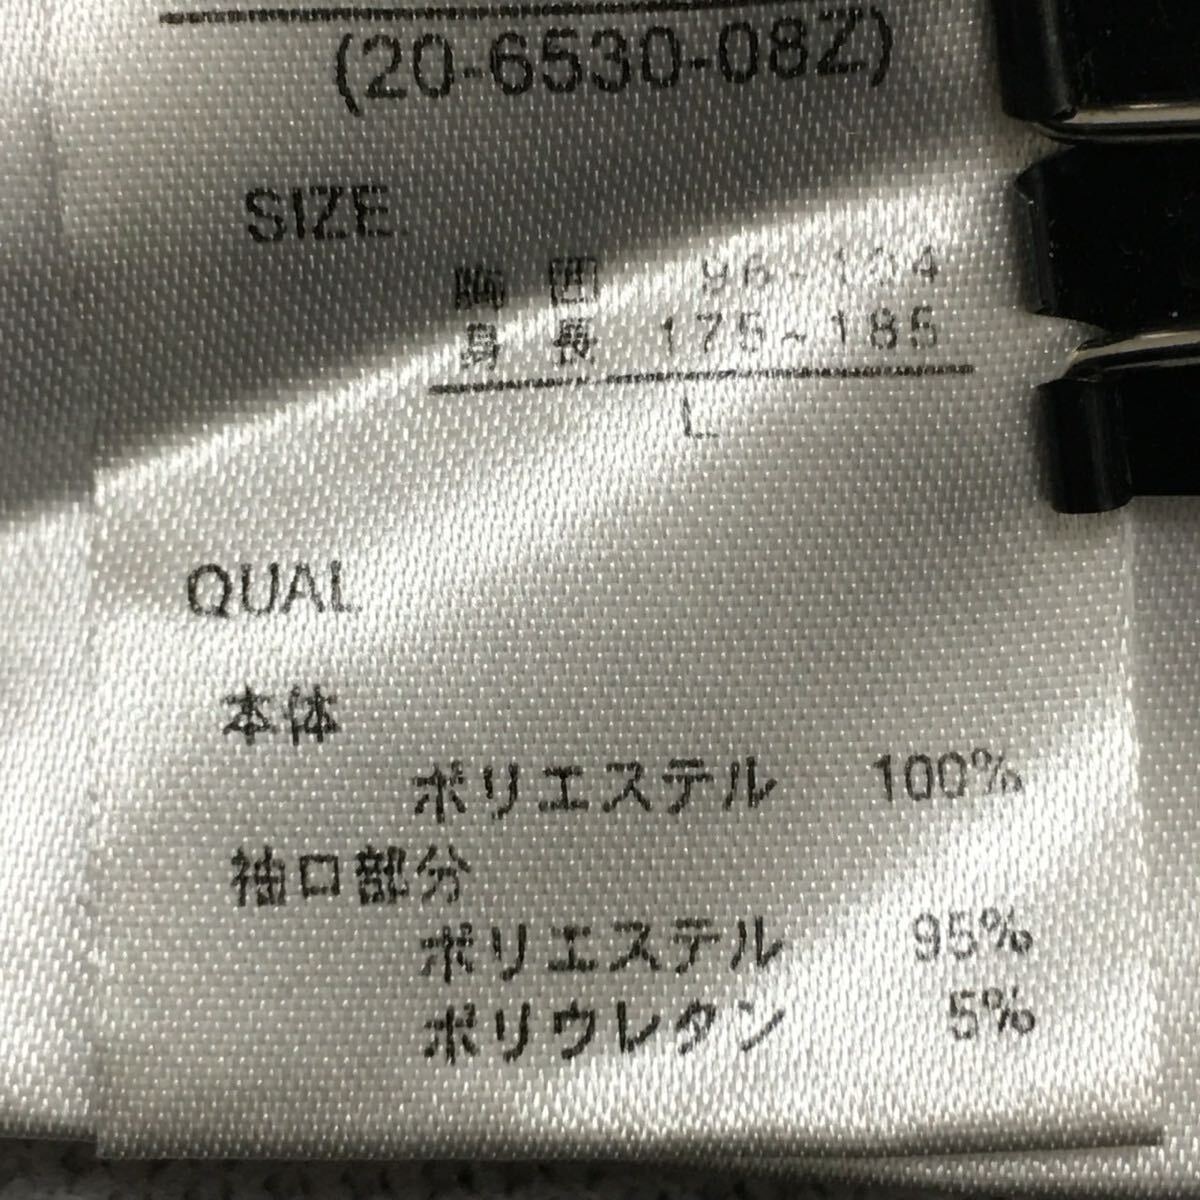 (20-6530-08Z)
SIZE
胸 囲 96~104
身 長 175~185
L
QUAL
本体
ポリエステル 100%
袖口部分
ポリエステル 95%
ポリウレタン 5%